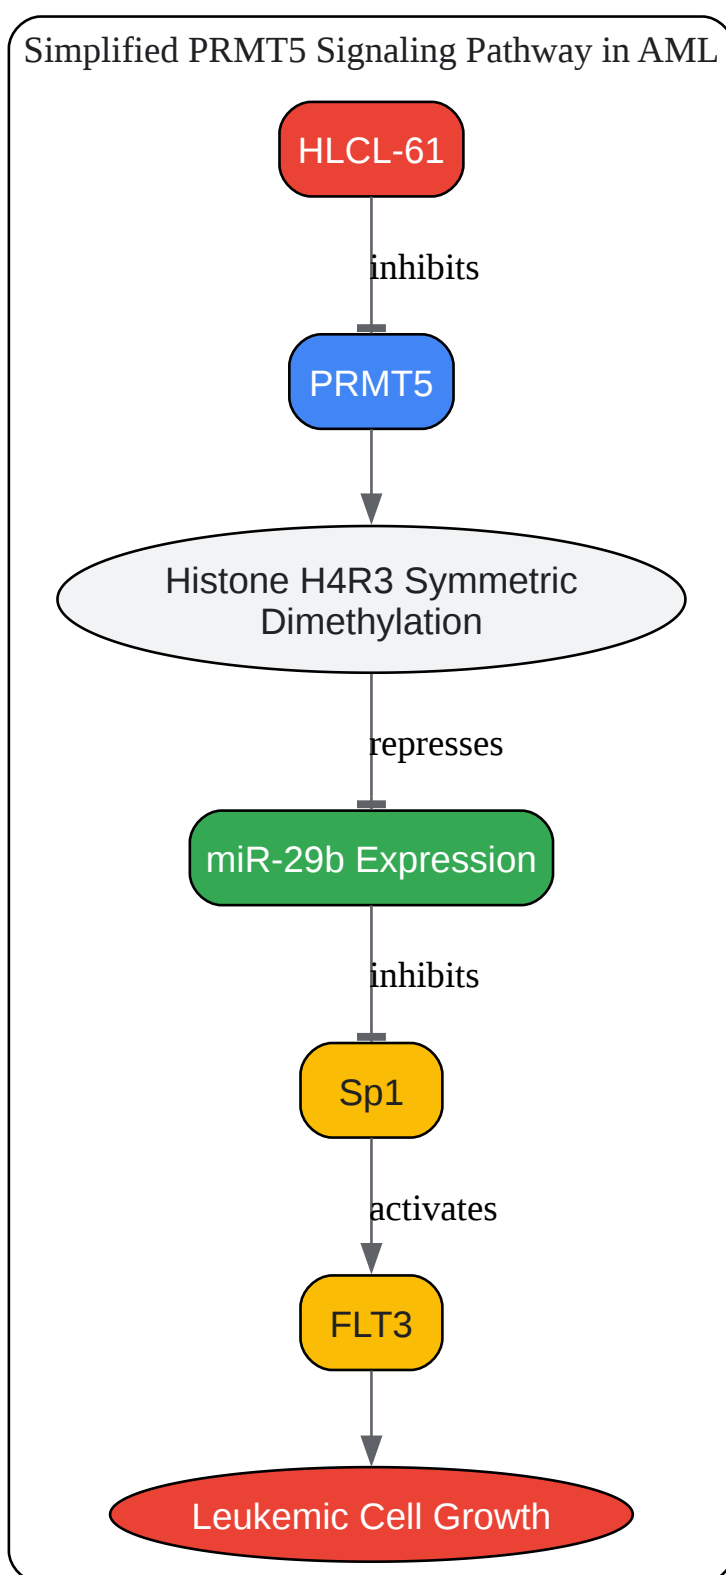 Simplified PRMT5 Signaling Pathway in AML
HLCL-61
inhibits
PRMT5
Histone H4R3 Symmetric
Dimethylation
represses
miR-29b Expression
inhibits
Sp1
activates
FLT3
Leukemic Cell Growth